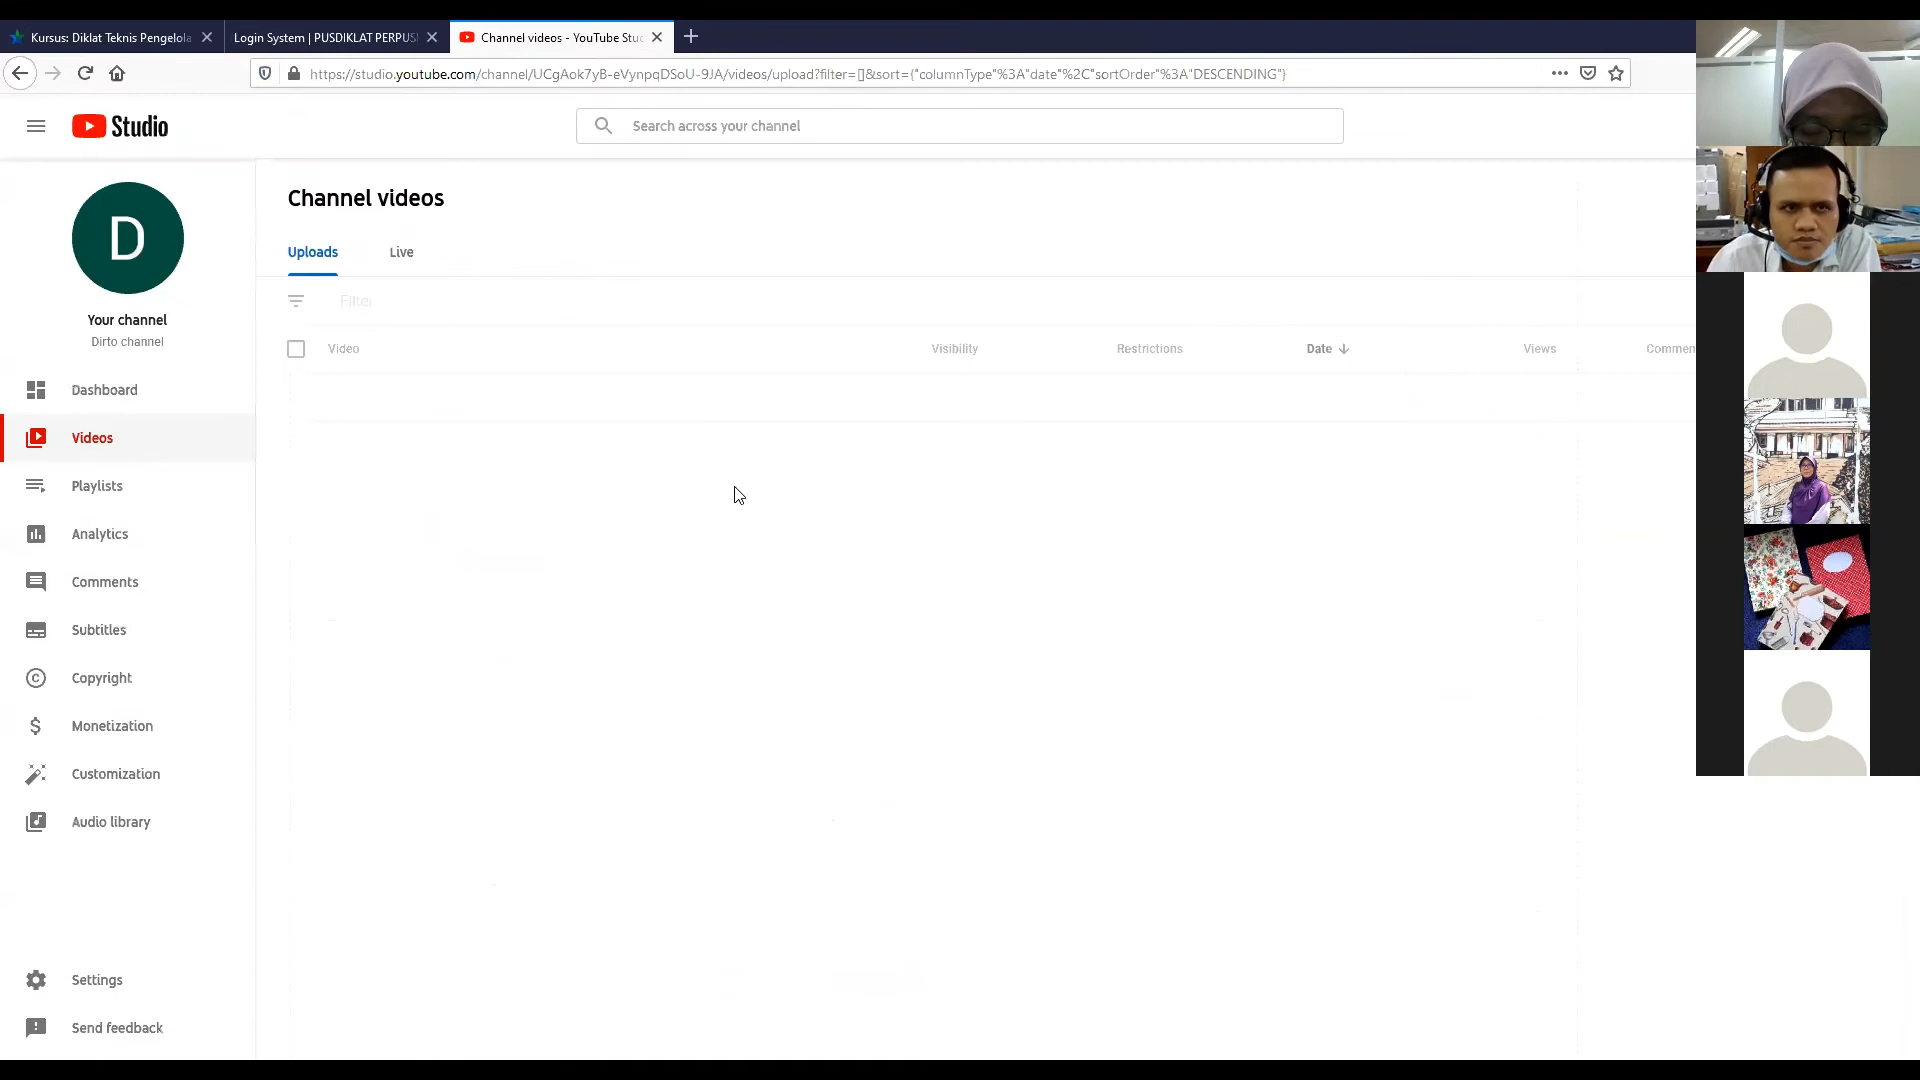 Kursus: Diklat Teknis Pengelola
Login System | PUSDIKLAT PERPUS
Channel videos - YouTube Stu
https://studio.youtube.com/channel/UCgAok7yB-eVynpqDSoU-9JA/videos/upload?filter=[]&sort={"columnType"%3A"date"%2C"sortOrder"%3A"DESCENDING"}
Studio
Search across your channel
D
Your channel
Dirto channel
Dashboard
Videos
Playlists
Analytics
Comments
Subtitles
Copyright
Monetization
Customization
Audio library
Settings
Send feedback
Channel videos
Uploads Live
Filter
Video Visibility Restrictions Date Views Commen